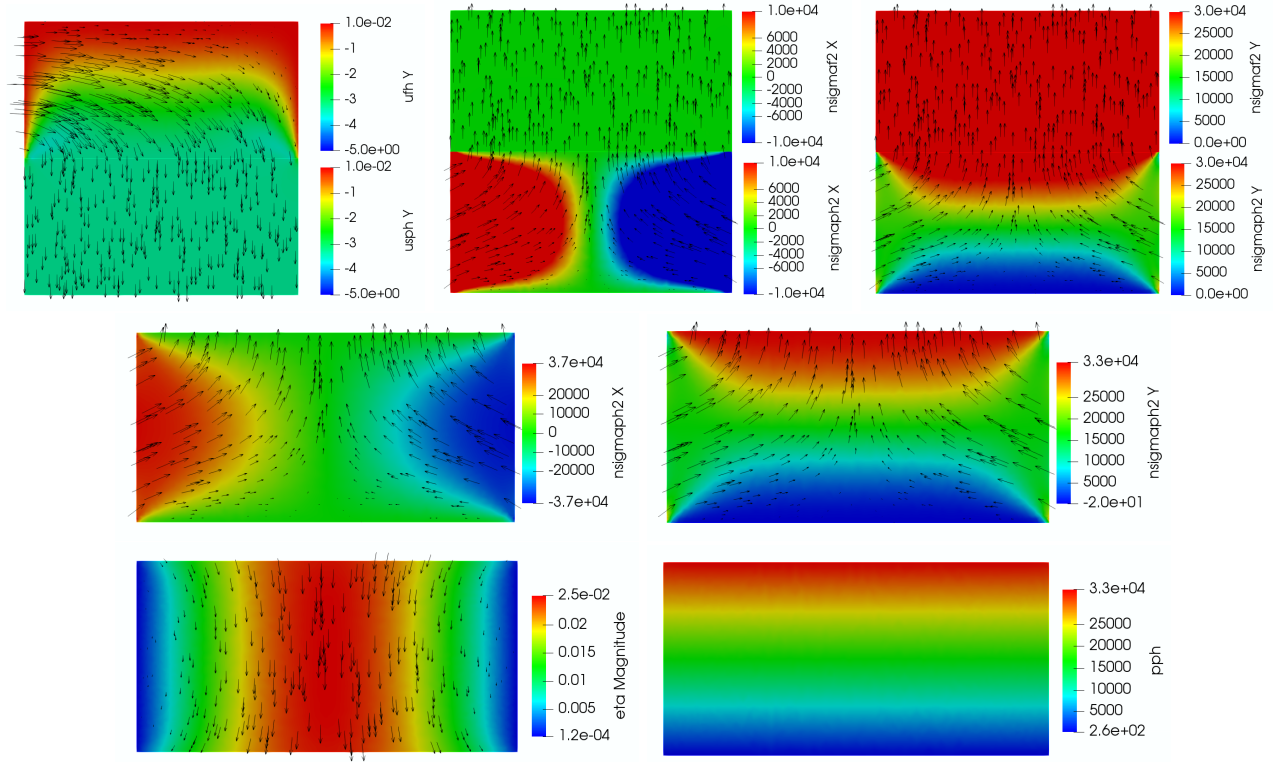 1.0e-02
-1
-2
-3
-4
-5.0e+00
ufh Y
1.0e-02
-1
-2
-3
-4
-5.0e+00
usph Y
1.0e+04
6000
4000
2000
0
-2000
-4000
-6000
-1.0e+04
nsigmaf2 X
1.0e+04
6000
4000
2000
0
-2000
-4000
-6000
-1.0e+04
nsigmaph2 X
3.0e+04
25000
20000
15000
10000
5000
0.0e+00
nsigmaf2 Y
3.0e+04
25000
20000
15000
10000
5000
0.0e+00
nsigmaph2 Y
3.7e+04
20000
10000
0
-10000
-20000
-3.7e+04
nsigmaph2 X
3.3e+04
25000
20000
15000
10000
5000
-2.0e+01
nsigmaph2 Y
2.5e-02
0.02
0.015
0.01
0.005
1.2e-04
eta Magnitude
3.3e+04
25000
20000
15000
10000
5000
2.6e+02
pph